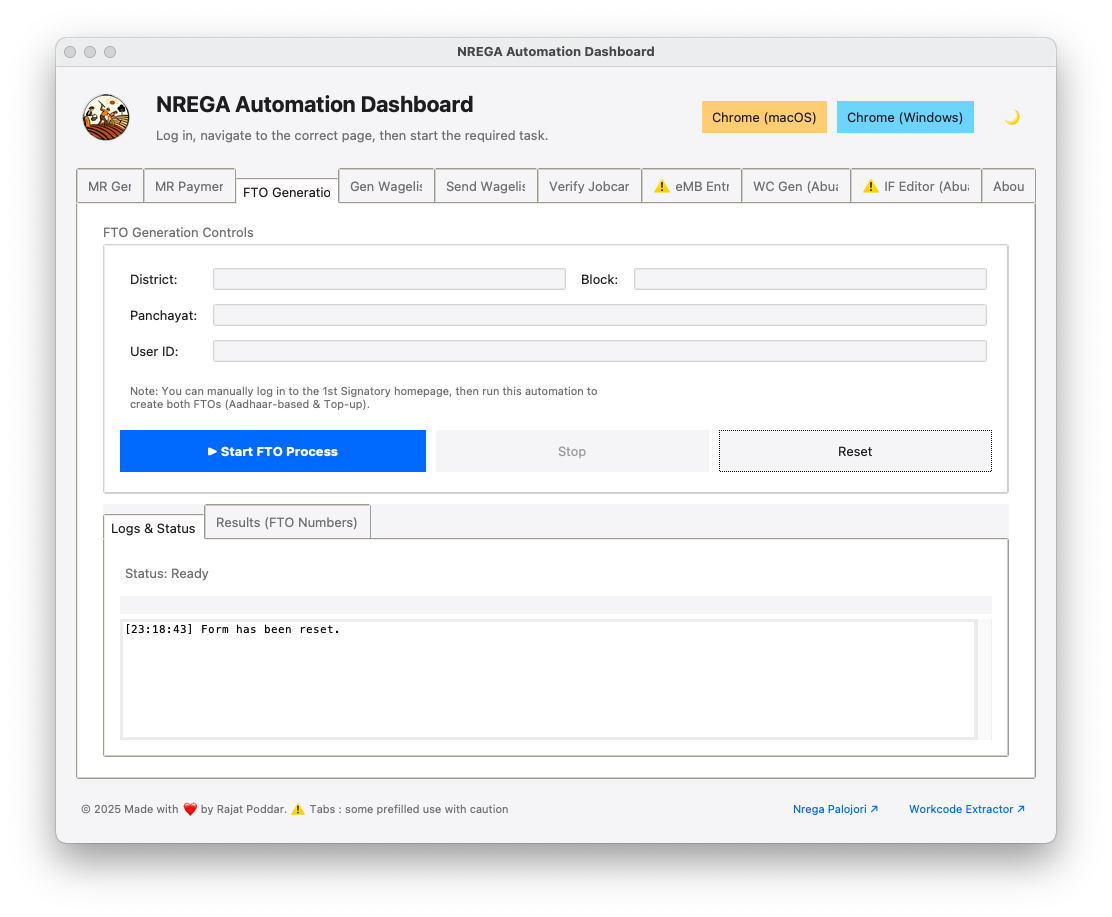 NREGA Automation Dashboard
NREGA Automation Dashboard
Log in, navigate to the correct page, then start the required task.
Chrome (macOS)
Chrome (Windows)
🌙
MR Ger
MR Paymer
FTO Generatio
Gen Wagelis
Send Wagelis
Verify Jobcar
⚠️ eMB Entr
WC Gen (Abua
⚠️ IF Editor (Abua
Abou
FTO Generation Controls
District:
Block:
Panchayat:
User ID:
Note: You can manually log in to the 1st Signatory homepage, then run this automation to
create both FTOs (Aadhaar-based & Top-up).
▶ Start FTO Process
Stop
Reset
Logs & Status
Results (FTO Numbers)
Status: Ready
[23:18:43] Form has been reset.
© 2025 Made with ❤️ by Rajat Poddar. ⚠️ Tabs : some prefilled use with caution
Nrega Palojori ↗
Workcode Extractor ↗